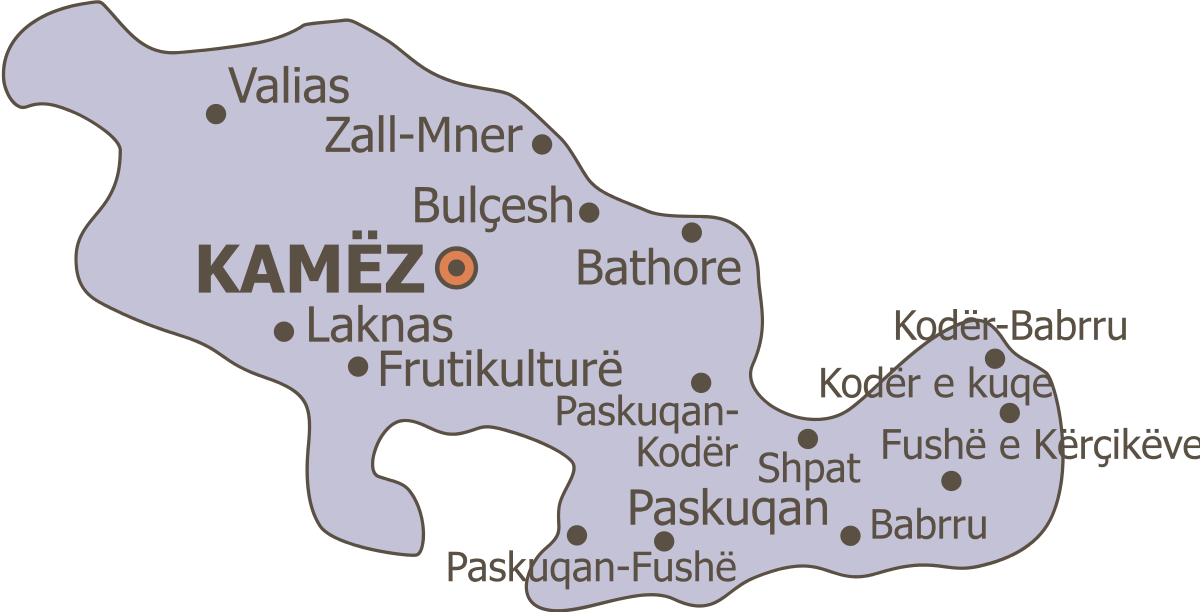 Valias
Zall-Mner
Bulçesh
KAMËZ
Bathore
Laknas
Kodër-Babrru
Frutikulturë
Kodër e kuqe
Paskuqan-
Kodër
Fushë e Kërçikëve
Shpat
Paskuqan
Babrru
Paskuqan-Fushë